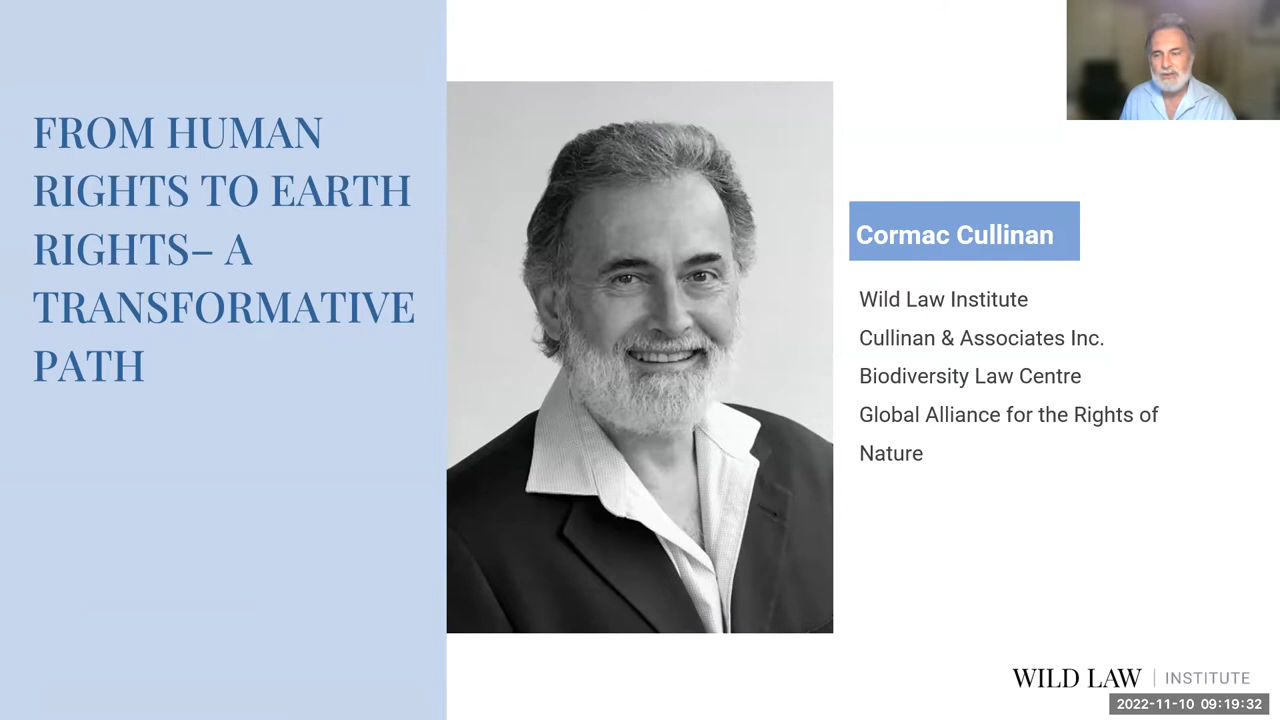 FROM HUMAN
RIGHTS TO EARTH
RIGHTS– A
TRANSFORMATIVE
PATH
Cormac Cullinan
Wild Law Institute
Cullinan & Associates Inc.
Biodiversity Law Centre
Global Alliance for the Rights of
Nature
WILD LAW | INSTITUTE
2022-11-10 09:19:32